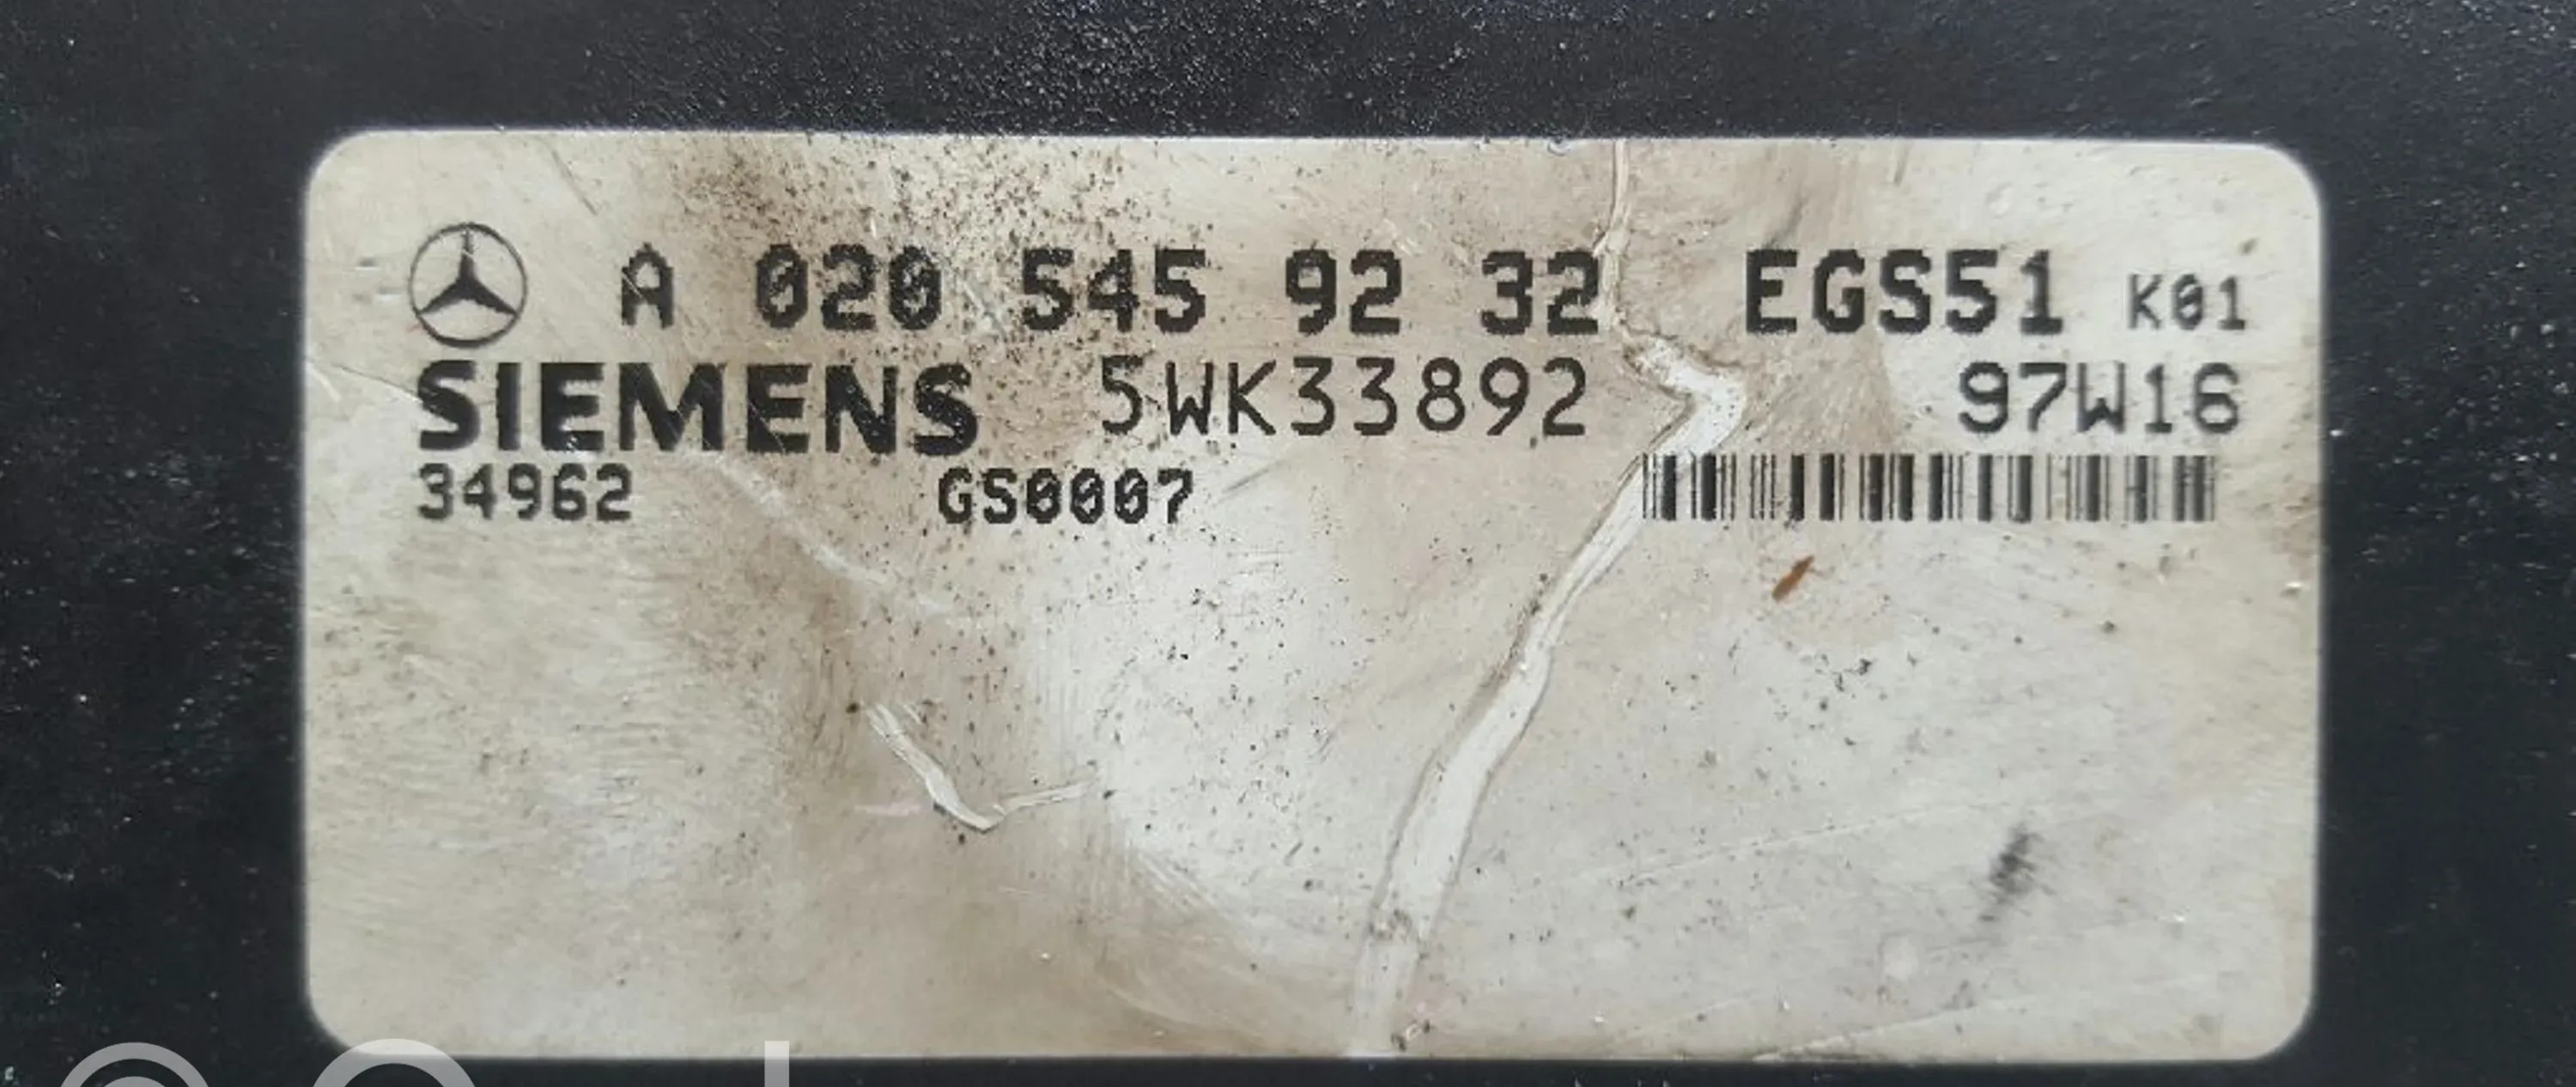 A 020 545 92 32 EGS51 K01
SIEMENS 5WK33892 97W16
34962 GS0007